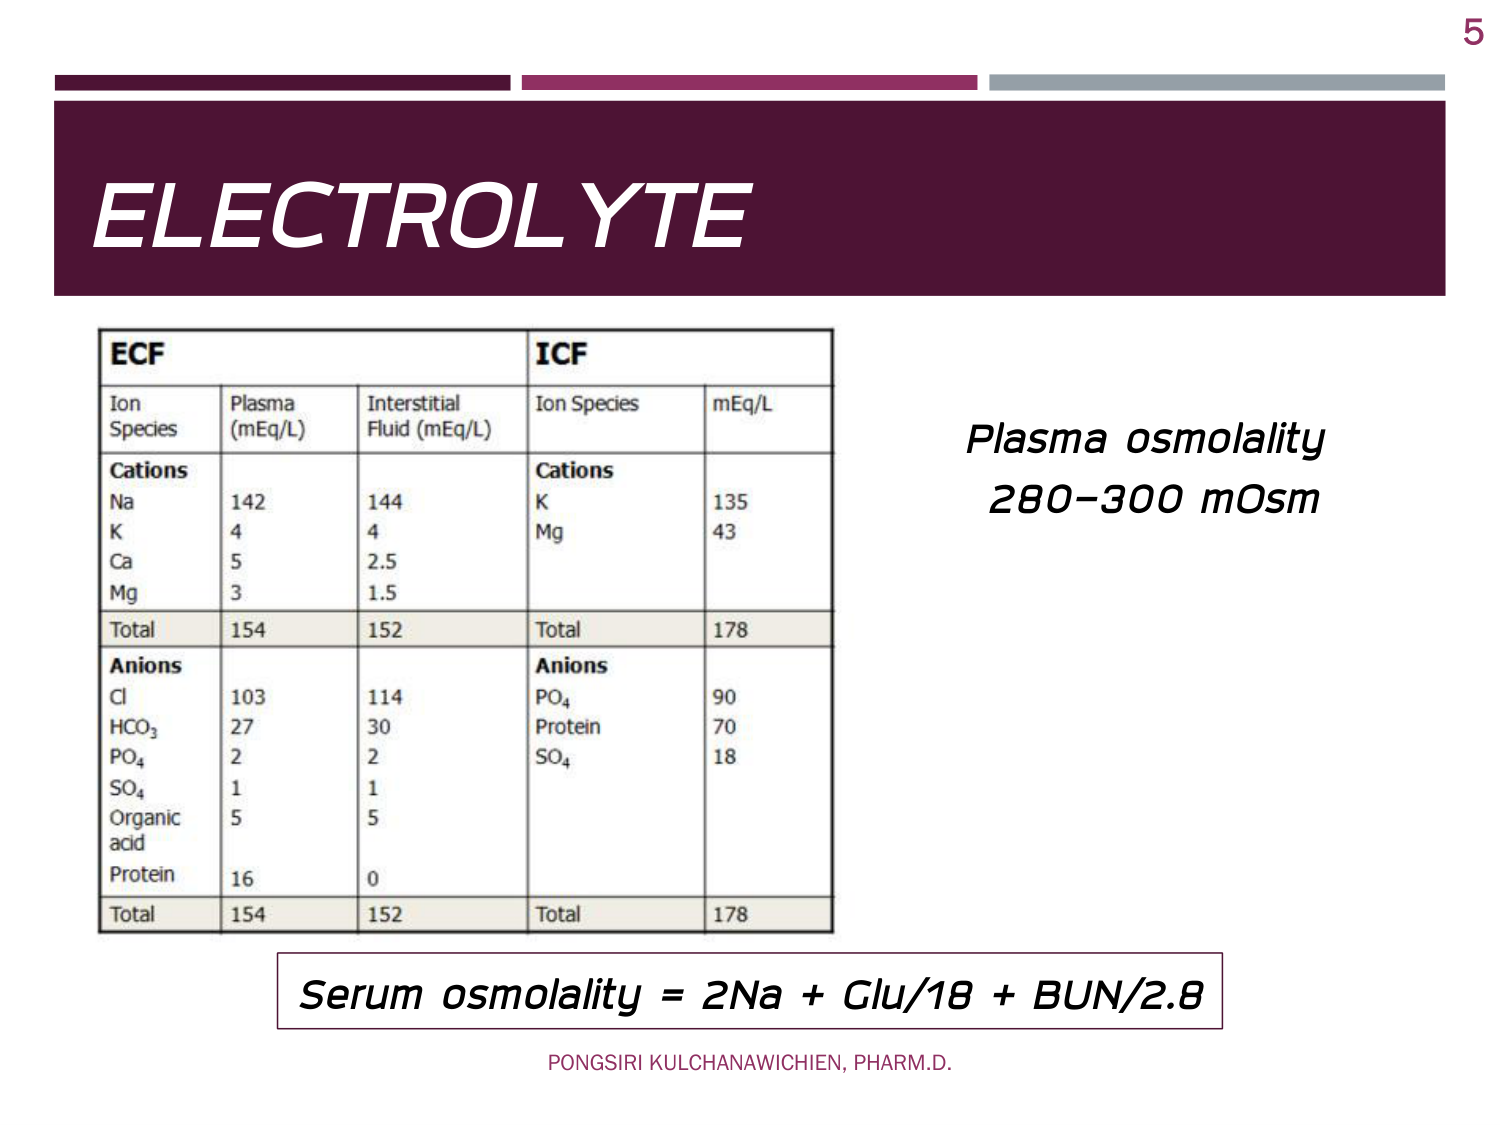 5
ELECTROLYTE
ECF ICF
Ion Species Plasma (mEq/L) Interstitial Fluid (mEq/L) Ion Species mEq/L
Cations Cations
Na 142 144 K 135
K 4 4 Mg 43
Ca 5 2.5
Mg 3 1.5
Total 154 152 Total 178
Anions Anions
Cl 103 114 PO4 90
HCO3 27 30 Protein 70
PO4 2 2 SO4 18
SO4 1 1
Organic acid 5 5
Protein 16 0
Total 154 152 Total 178
Plasma osmolality
280-300 mOsm
Serum osmolality = 2Na + Glu/18 + BUN/2.8
PONGSIRI KULCHANAWICHIEN, PHARM.D.